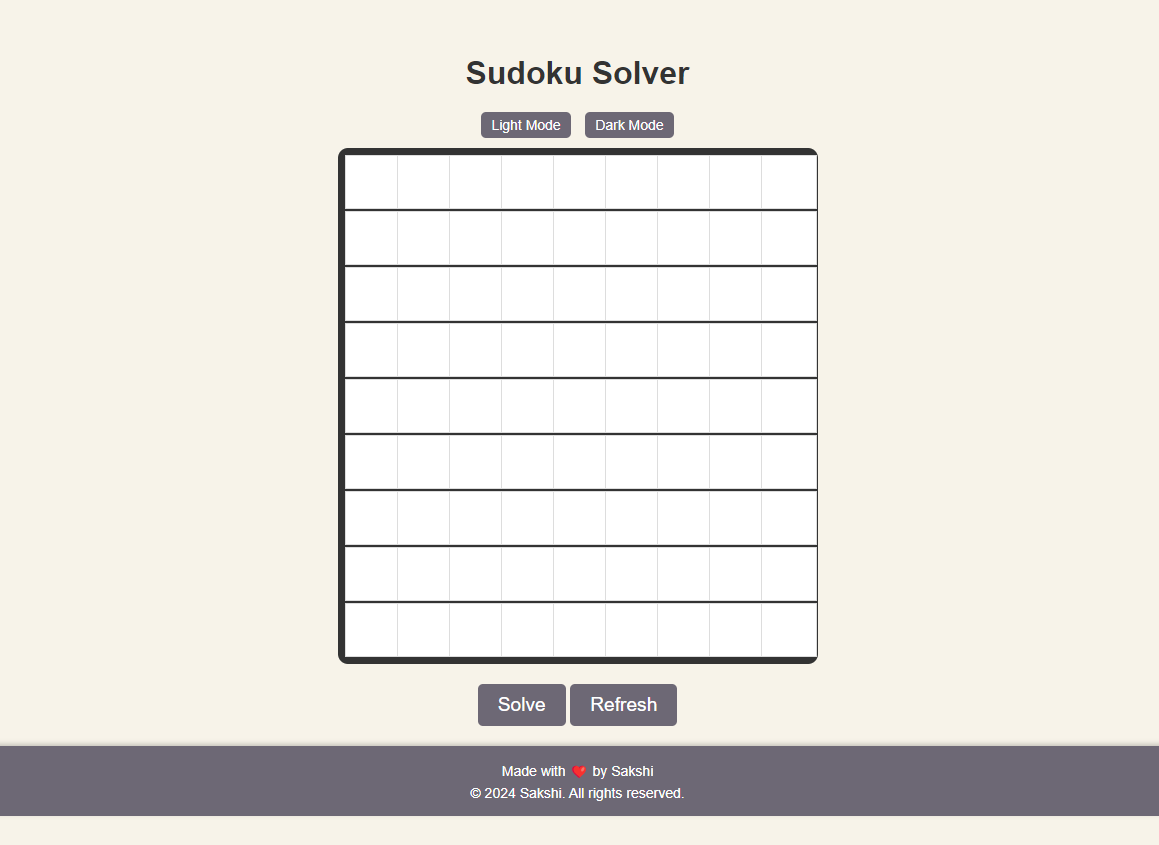 Sudoku Solver
Light Mode Dark Mode
Solve Refresh
Made with ❤️ by Sakshi
© 2024 Sakshi. All rights reserved.